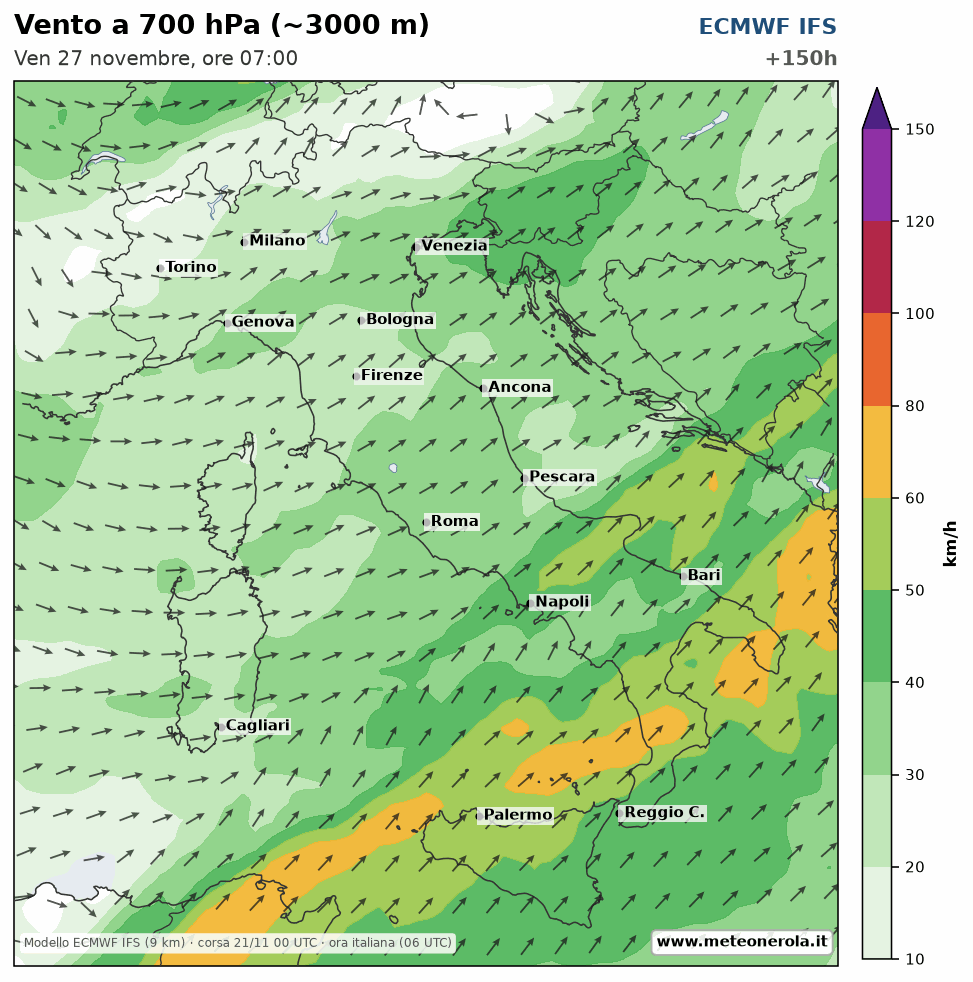 Vento a 700 hPa (~3000 m)
ECMWF IFS
Ven 27 novembre, ore 07:00
+150h
150
120
100
80
60
50
40
30
20
10
km/h
Milano
Venezia
Torino
Genova
Bologna
Firenze
Ancona
Pescara
Roma
Bari
Napoli
Cagliari
Palermo
Reggio C.
Modello ECMWF IFS (9 km) · corsa 21/11 00 UTC · ora italiana (06 UTC)
www.meteonerola.it